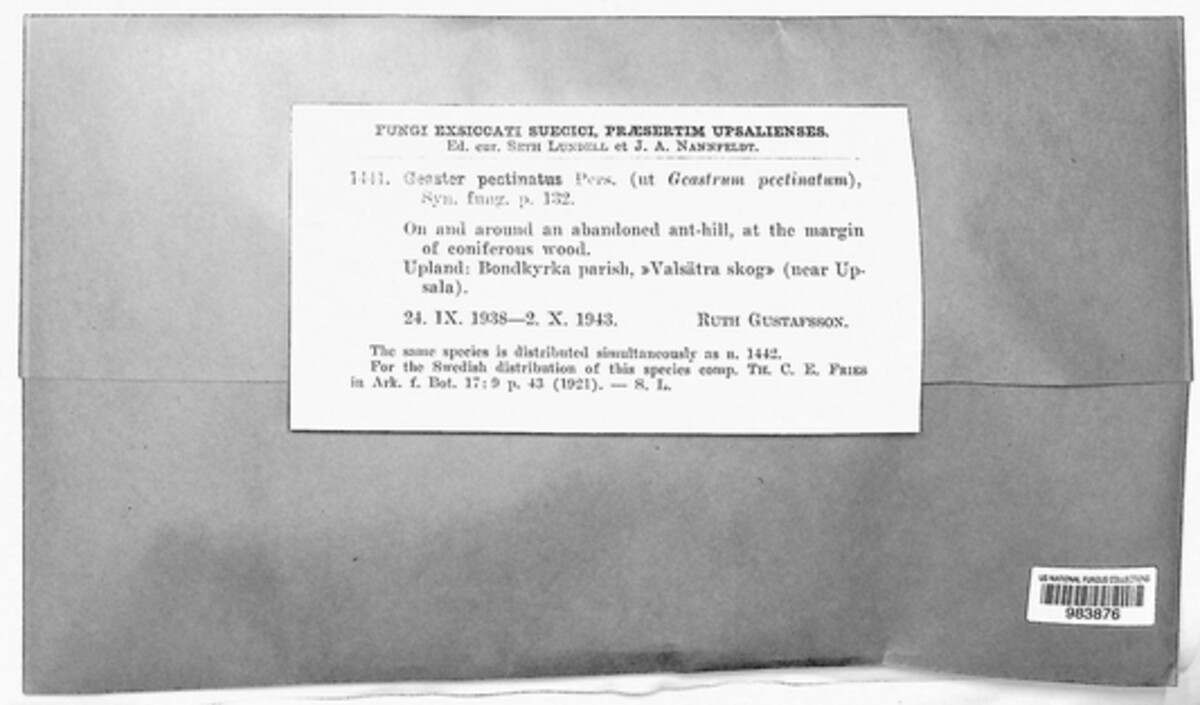 FUNGI EXSICCATI SUECICI, PRÆSERTIM UPSALIENSES.
Ed. cur. SETH LUNDELL et J. A. NANNFELDT.
1441. Geaster pectinatus Pers. (ut Geastrum pectinatum),
Syn. fung. p. 132.
On and around an abandoned ant-hill, at the margin
of coniferous wood.
Upland: Bondkyrka parish, »Valsätra skog» (near Up-
sala).
24. IX. 1938—2. X. 1943. RUTH GUSTAFSSON.
The same species is distributed simultaneously as n. 1442.
For the Swedish distribution of this species comp. TH. C. E. FRIES
in Ark. f. Bot. 17:9 p. 43 (1921). — S. L.
US NATIONAL FUNGUS COLLECTIONS
983876